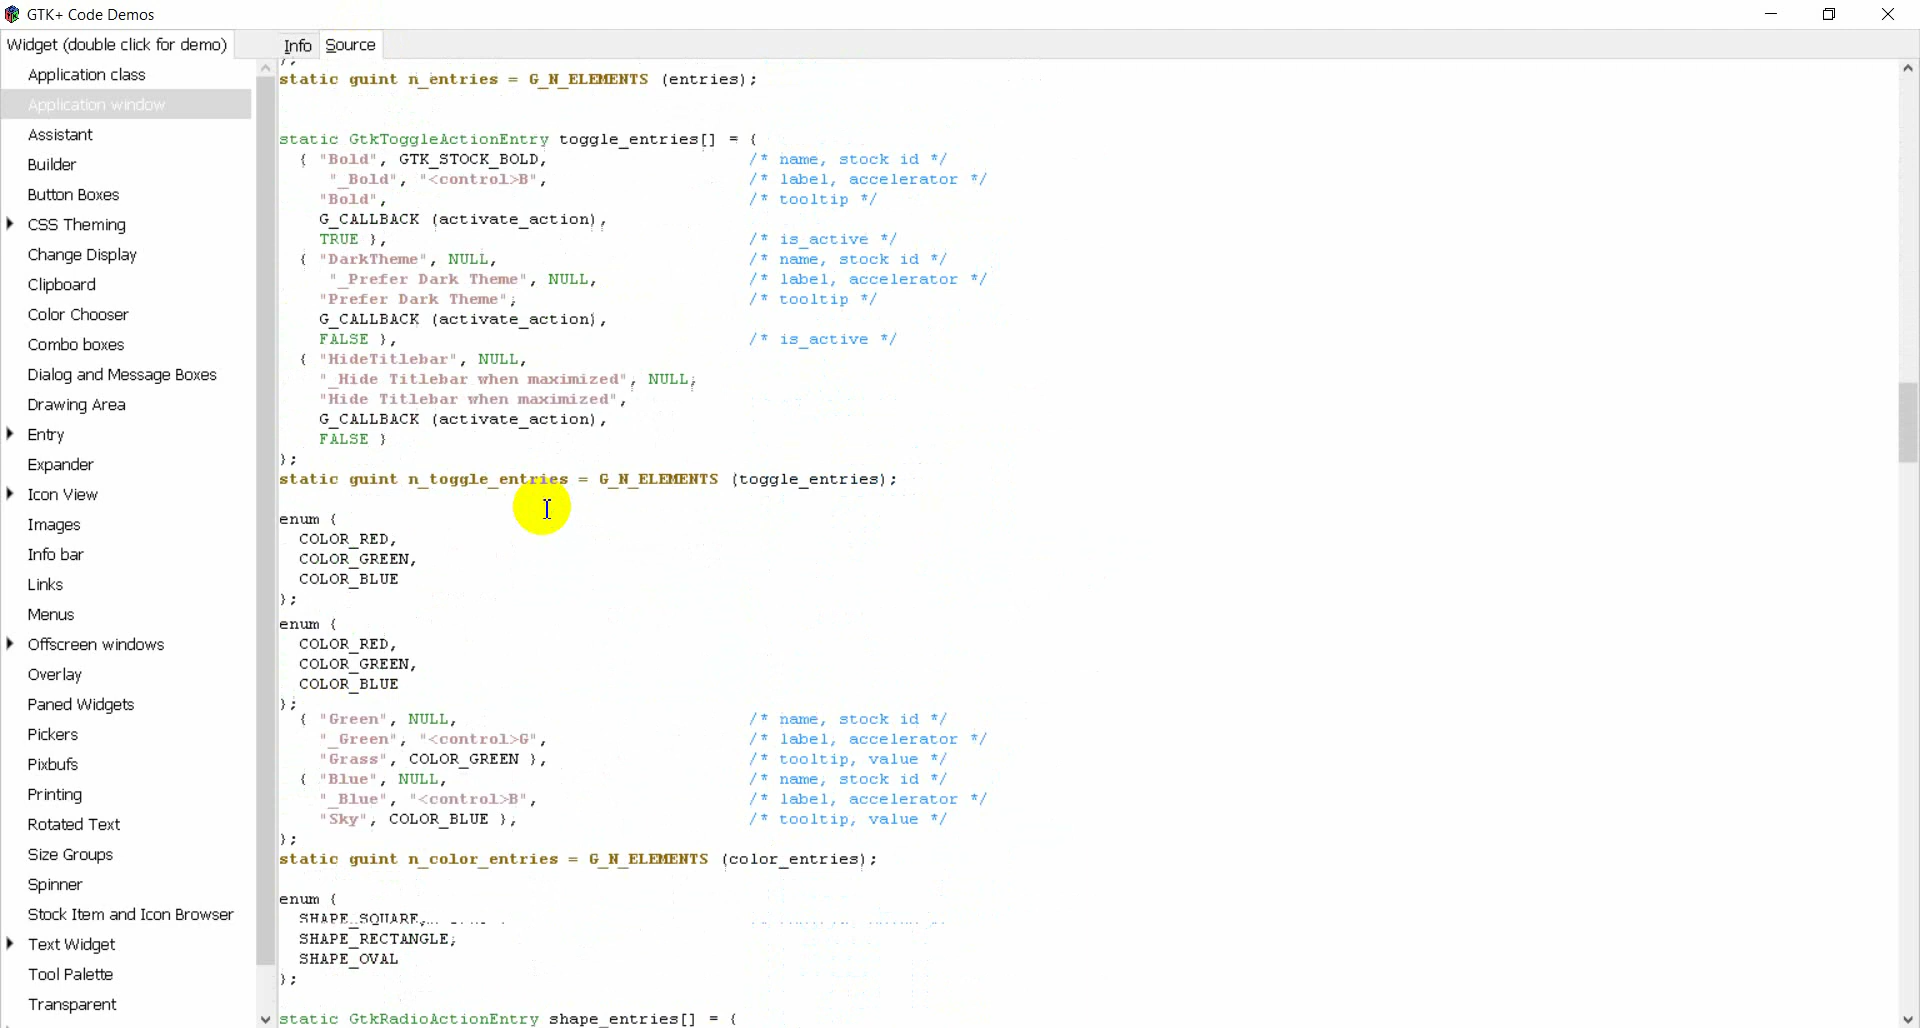 GTK+ Code Demos
Widget (double click for demo)
Application class
Application window
Assistant
Builder
Button Boxes
CSS Theming
Change Display
Clipboard
Color Chooser
Combo boxes
Dialog and Message Boxes
Drawing Area
Entry
Expander
Icon View
Images
Info bar
Links
Menus
Offscreen windows
Overlay
Paned Widgets
Pickers
Pixbufs
Printing
Rotated Text
Size Groups
Spinner
Stock Item and Icon Browser
Text Widget
Tool Palette
Transparent
Info Source
static guint n_entries = G_N_ELEMENTS (entries);
static GtkToggleActionEntry toggle_entries[] = {
{ "Bold", GTK_STOCK_BOLD, /* name, stock id */
"_Bold", "<control>B", /* label, accelerator */
"Bold", /* tooltip */
G_CALLBACK (activate_action),
TRUE }, /* is_active */
{ "DarkTheme", NULL, /* name, stock id */
"_Prefer Dark Theme", NULL, /* label, accelerator */
"Prefer Dark Theme", /* tooltip */
G_CALLBACK (activate_action),
FALSE }, /* is_active */
{ "HideTitlebar", NULL,
"_Hide Titlebar when maximized", NULL,
"Hide Titlebar when maximized",
G_CALLBACK (activate_action),
FALSE }
};
static guint n_toggle_entries = G_N_ELEMENTS (toggle_entries);
enum {
COLOR_RED,
COLOR_GREEN,
COLOR_BLUE
};
enum {
COLOR_RED,
COLOR_GREEN,
COLOR_BLUE
};
{ "Green", NULL, /* name, stock id */
"_Green", "<control>G", /* label, accelerator */
"Grass", COLOR_GREEN }, /* tooltip, value */
{ "Blue", NULL, /* name, stock id */
"_Blue", "<control>B", /* label, accelerator */
"Sky", COLOR_BLUE }, /* tooltip, value */
};
static guint n_color_entries = G_N_ELEMENTS (color_entries);
enum {
SHAPE_SQUARE,
SHAPE_RECTANGLE,
SHAPE_OVAL
};
static GtkRadioActionEntry shape_entries[] = {